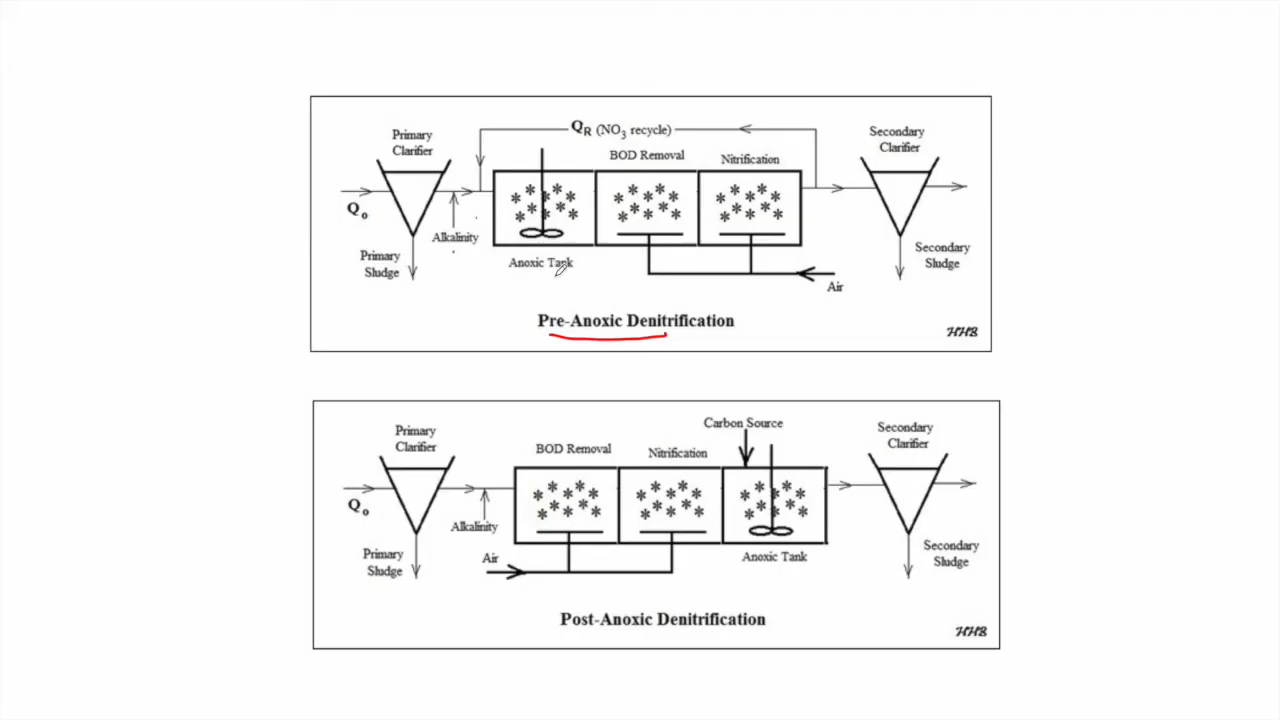 Primary
Clarifier
QR (NO3 recycle)
BOD Removal
Nitrification
Secondary
Clarifier
Qo
Alkalinity
Primary
Sludge
Anoxic Tank
Secondary
Sludge
Air
Pre-Anoxic Denitrification
HHB
Primary
Clarifier
BOD Removal
Nitrification
Carbon Source
Secondary
Clarifier
Qo
Alkalinity
Primary
Sludge
Air
Anoxic Tank
Secondary
Sludge
Post-Anoxic Denitrification
HHB